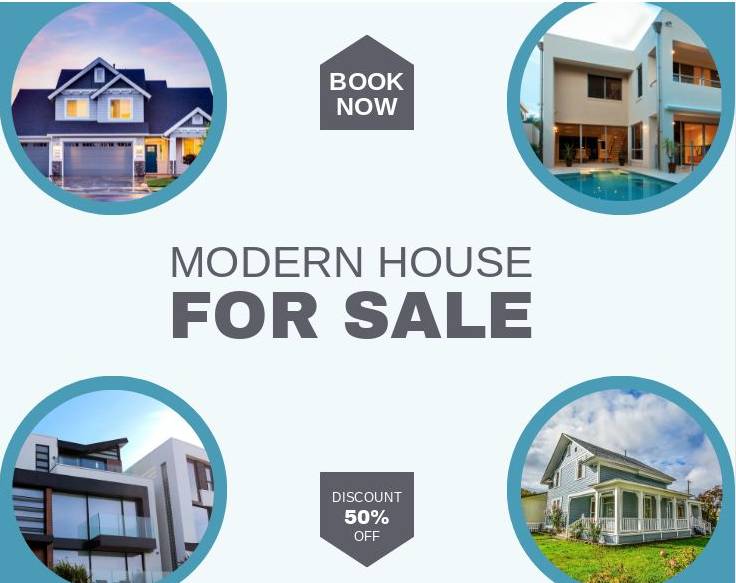 BOOK
NOW
MODERN HOUSE
FOR SALE
DISCOUNT
50%
OFF